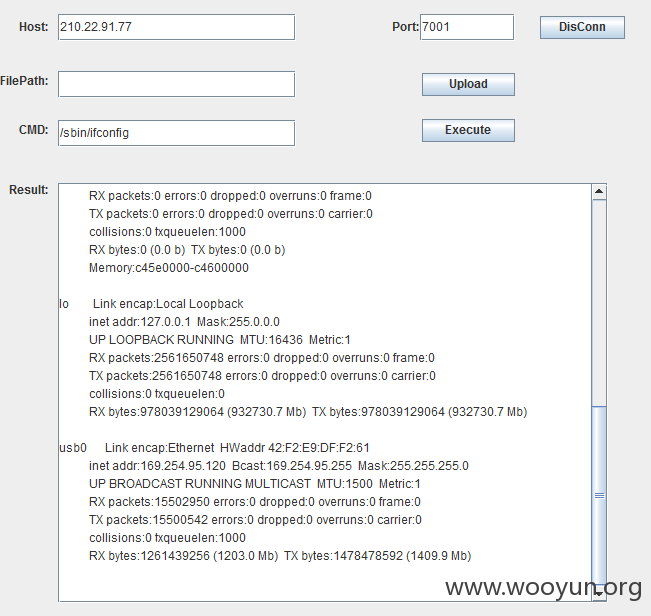 Host: 210.22.91.77 Port: 7001 DisConn
FilePath: Upload
CMD: /sbin/ifconfig Execute
Result:
RX packets:0 errors:0 dropped:0 overruns:0 frame:0
TX packets:0 errors:0 dropped:0 overruns:0 carrier:0
collisions:0 txqueuelen:1000
RX bytes:0 (0.0 b)  TX bytes:0 (0.0 b)
Memory:c45e0000-c4600000
lo Link encap:Local Loopback
inet addr:127.0.0.1  Mask:255.0.0.0
UP LOOPBACK RUNNING  MTU:16436  Metric:1
RX packets:2561650748 errors:0 dropped:0 overruns:0 frame:0
TX packets:2561650748 errors:0 dropped:0 overruns:0 carrier:0
collisions:0 txqueuelen:0
RX bytes:978039129064 (932730.7 Mb)  TX bytes:978039129064 (932730.7 Mb)
usb0 Link encap:Ethernet  HWaddr 42:F2:E9:DF:F2:61
inet addr:169.254.95.120  Bcast:169.254.95.255  Mask:255.255.255.0
UP BROADCAST RUNNING MULTICAST  MTU:1500  Metric:1
RX packets:15502950 errors:0 dropped:0 overruns:0 frame:0
TX packets:15500542 errors:0 dropped:0 overruns:0 carrier:0
collisions:0 txqueuelen:1000
RX bytes:1261439256 (1203.0 Mb)  TX bytes:1478478592 (1409.9 Mb)
www.wooyun.org